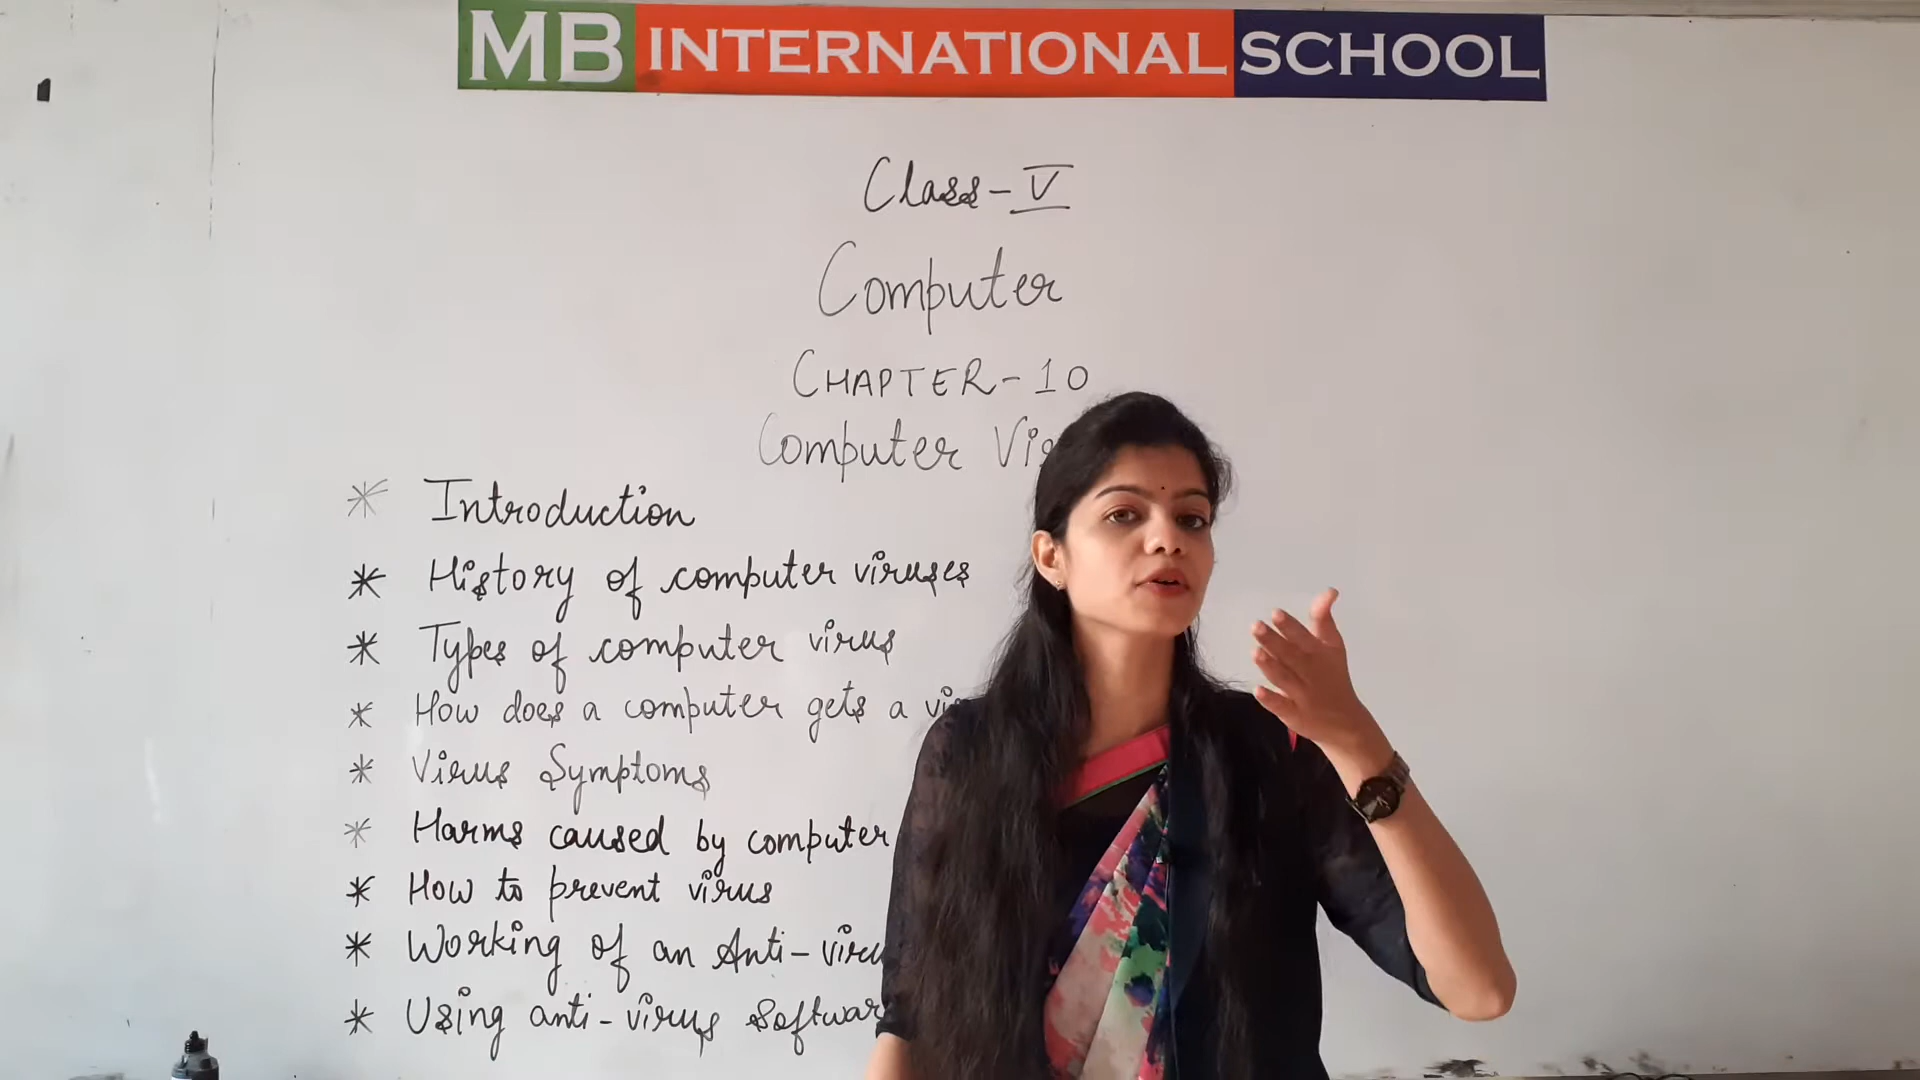 MB INTERNATIONAL SCHOOL
Class - V
Computer
CHAPTER - 10
Computer
* Introduction
* History of computer viruses
* Types of computer virus
* How does a computer gets a
* Virus Symptoms
* Harms caused by computer
* How to prevent virus
* Working of an Anti-
* Using anti-virus